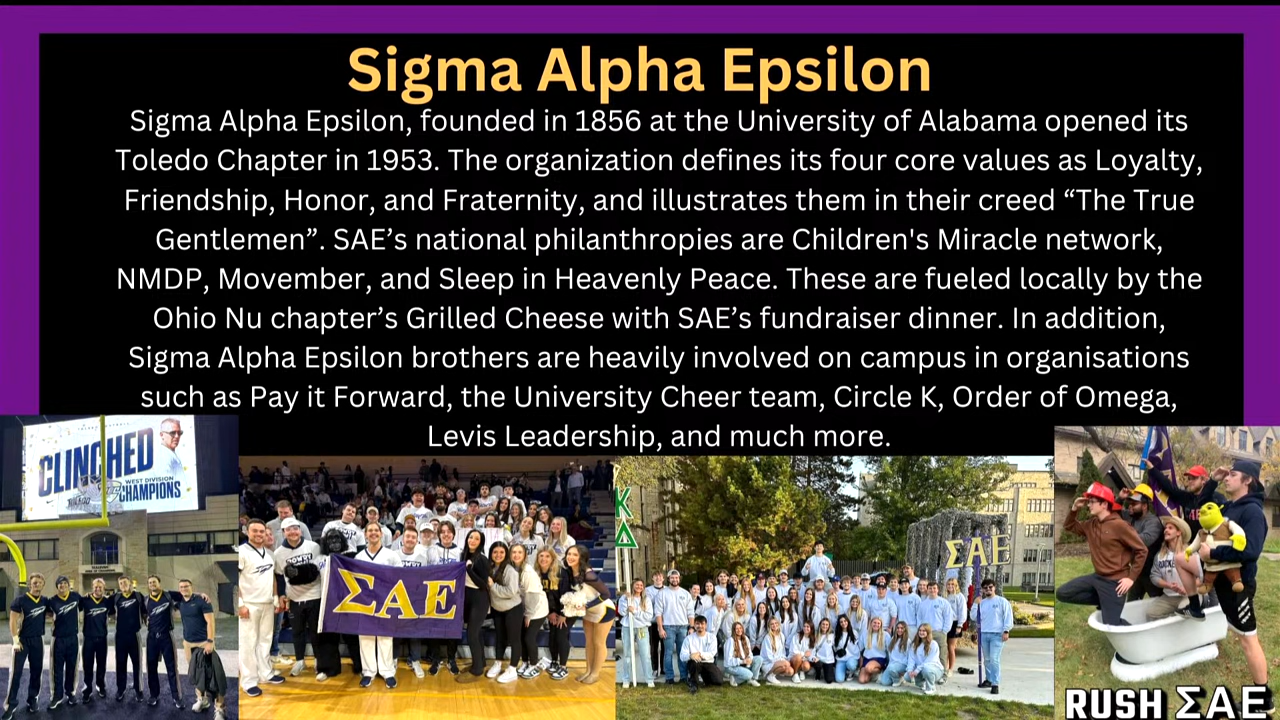 Sigma Alpha Epsilon
Sigma Alpha Epsilon, founded in 1856 at the University of Alabama opened its
Toledo Chapter in 1953. The organization defines its four core values as Loyalty,
Friendship, Honor, and Fraternity, and illustrates them in their creed “The True
Gentlemen”. SAE’s national philanthropies are Children's Miracle network,
NMDP, Movember, and Sleep in Heavenly Peace. These are fueled locally by the
Ohio Nu chapter’s Grilled Cheese with SAE’s fundraiser dinner. In addition,
Sigma Alpha Epsilon brothers are heavily involved on campus in organisations
such as Pay it Forward, the University Cheer team, Circle K, Order of Omega,
Levis Leadership, and much more.
CLINCHED
WEST DIVISION
CHAMPIONS
ΣAE
K
Δ
ΣAE
RUSH ΣAE